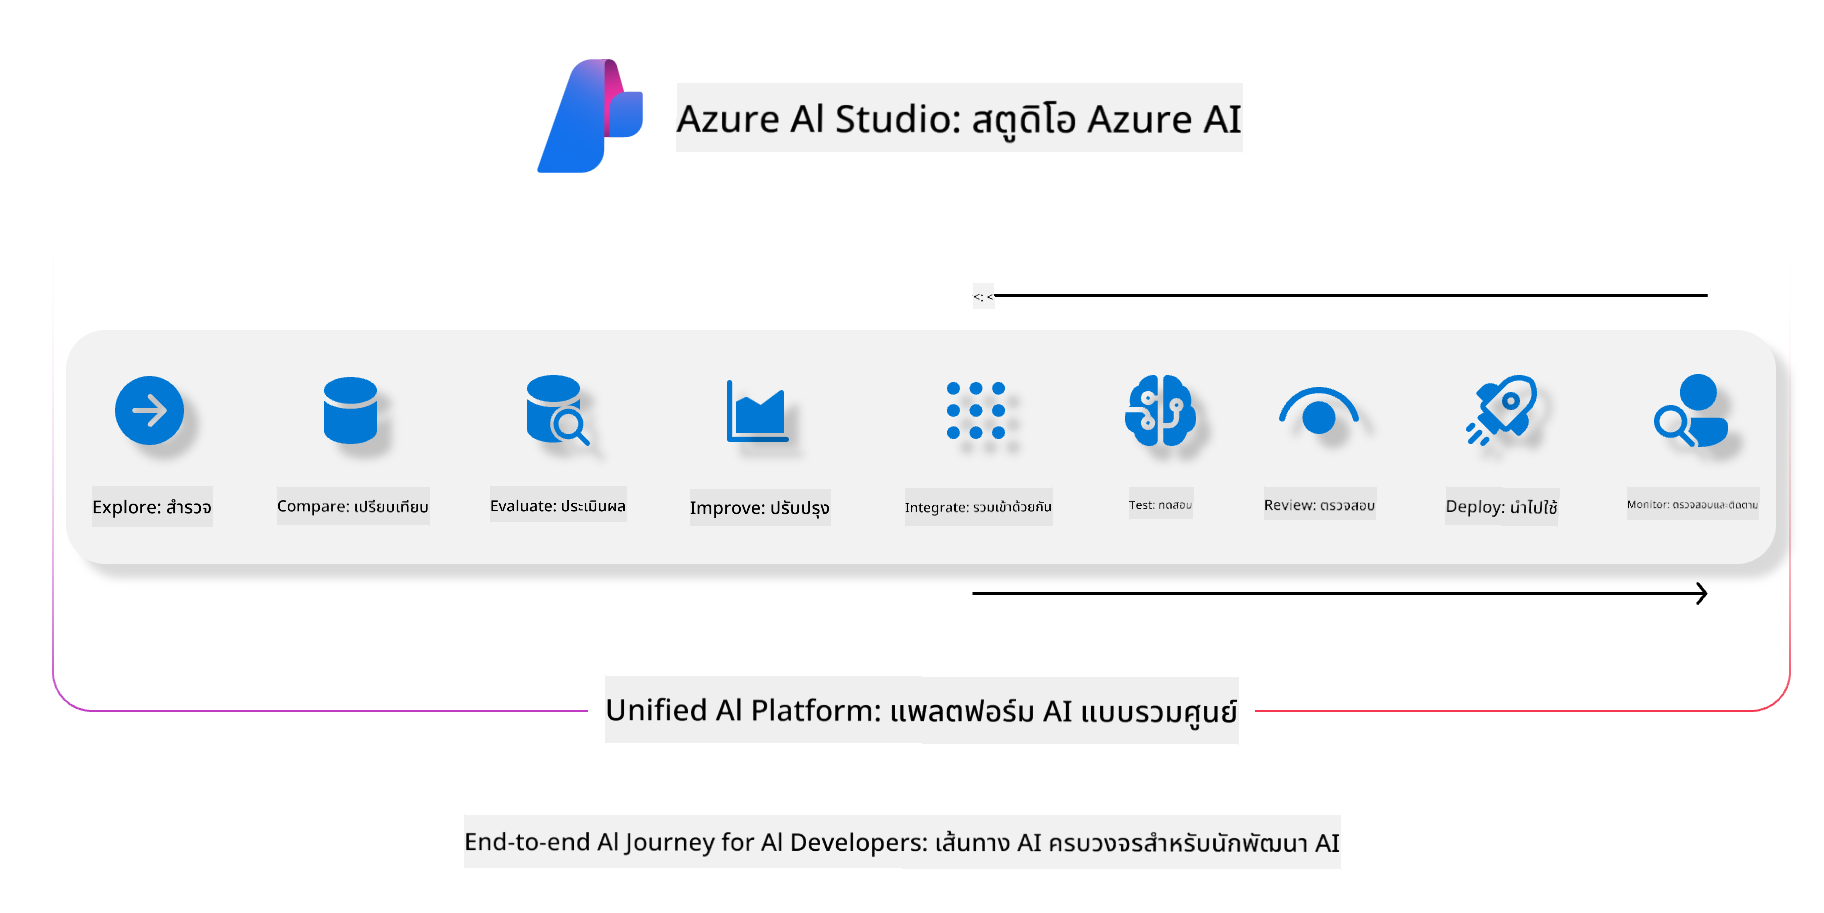 Azure Al Studio: สตูดิโอ Azure AI
<: <
Explore: สำรวจ
Compare: เปรียบเทียบ
Evaluate: ประเมินผล
Improve: ปรับปรุง
Integrate: รวมเข้าด้วยกัน
Test: ทดสอบ
Review: ตรวจสอบ
Deploy: นำไปใช้
Monitor: ตรวจสอบและติดตาม
Unified Al Platform: แพลตฟอร์ม AI แบบรวมศูนย์
End-to-end Al Journey for Al Developers: เส้นทาง AI ครบวงจรสำหรับนักพัฒนา AI